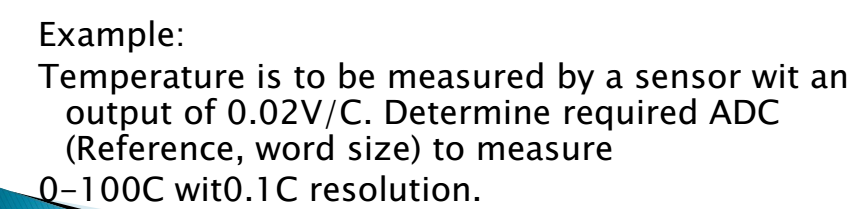 Example:
Temperature is to be measured by a sensor wit an
output of 0.02V/C. Determine required ADC
(Reference, word size) to measure
0-100C wit0.1C resolution.